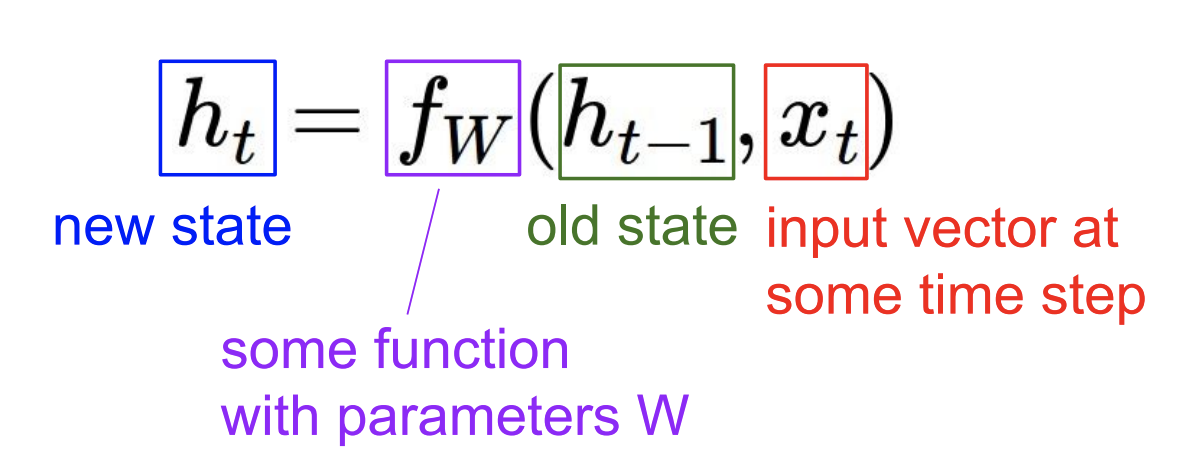 h_t = f_W(h_{t-1}, x_t)
new state
old state
input vector at
some time step
some function
with parameters W